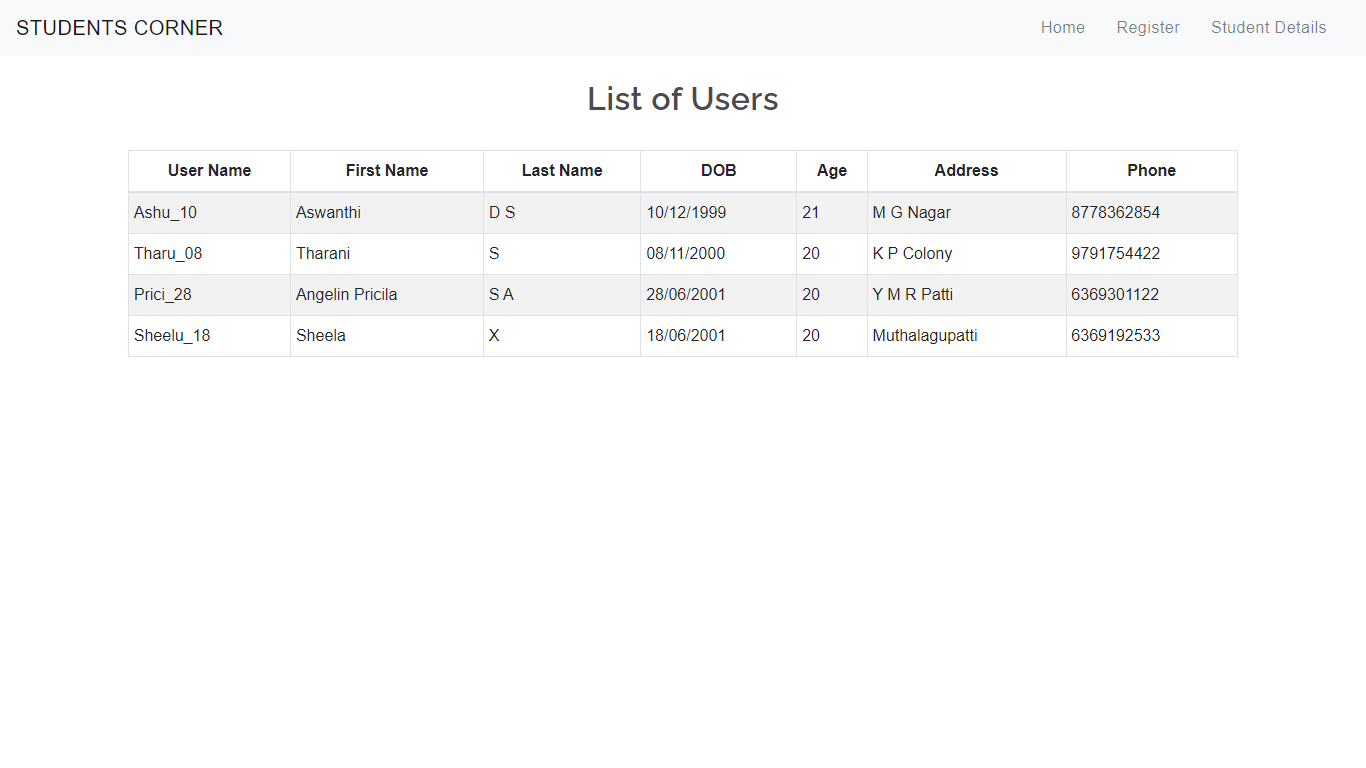 STUDENTS CORNER Home Register Student Details
List of Users
User Name First Name Last Name DOB Age Address Phone
Ashu_10 Aswanthi D S 10/12/1999 21 M G Nagar 8778362854
Tharu_08 Tharani S 08/11/2000 20 K P Colony 9791754422
Prici_28 Angelin Pricila S A 28/06/2001 20 Y M R Patti 6369301122
Sheelu_18 Sheela X 18/06/2001 20 Muthalagupatti 6369192533